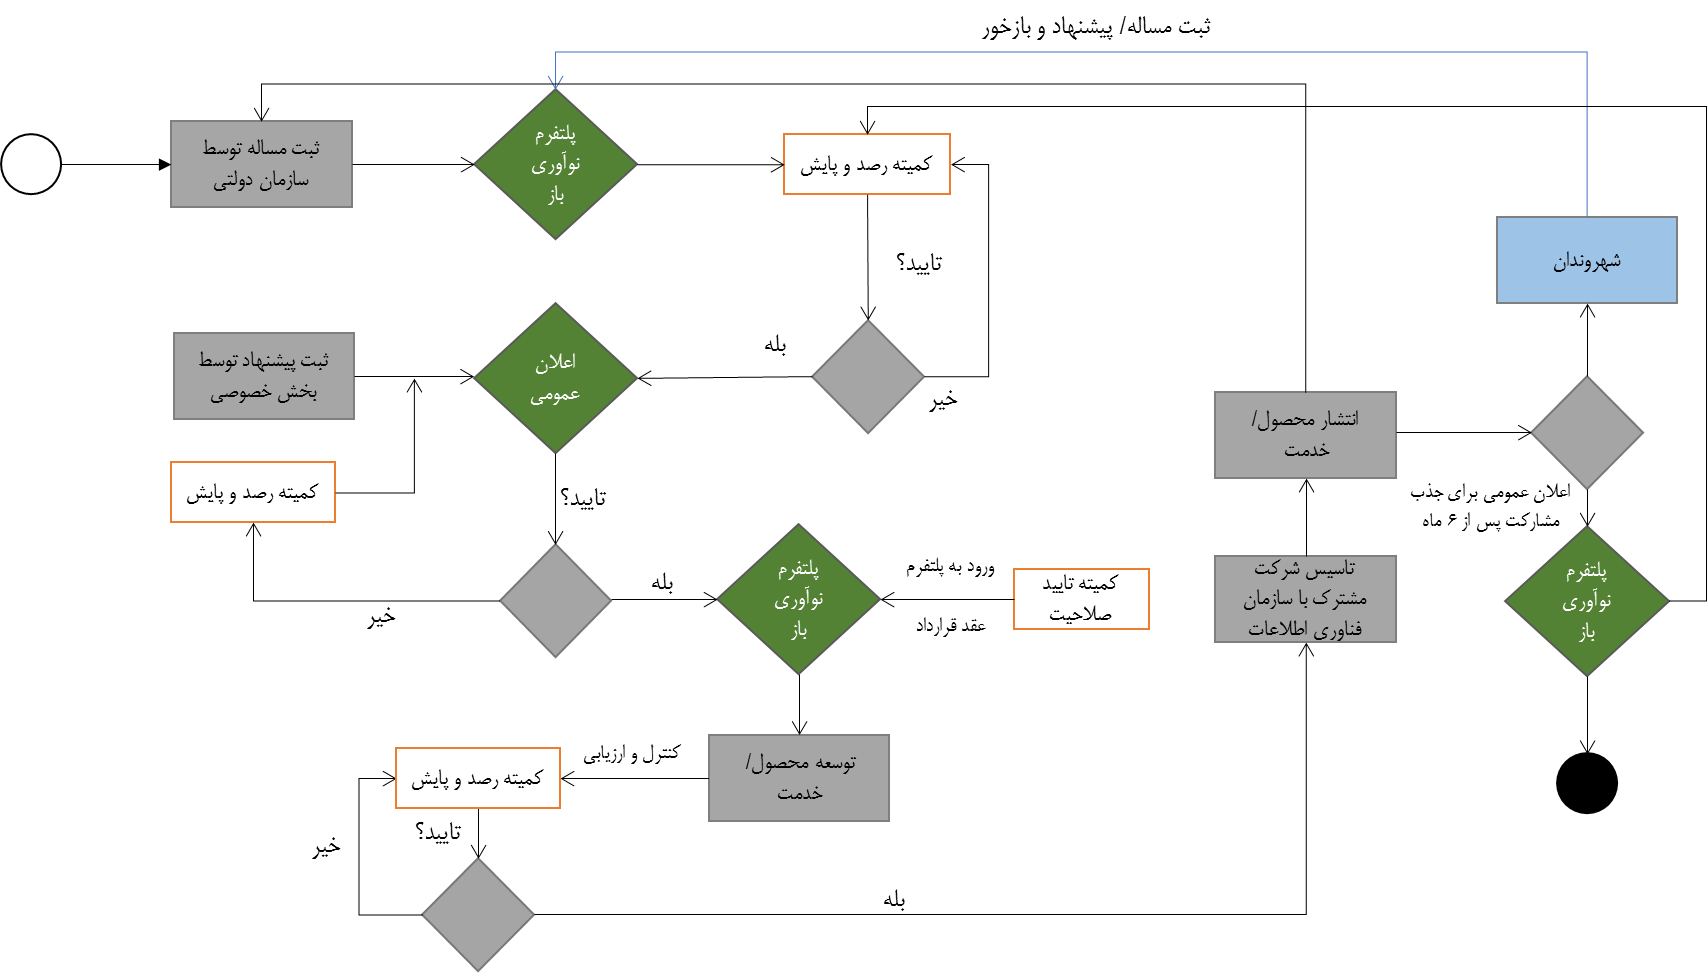 ثبت مساله/ پیشنهاد و بازخور
ثبت مساله توسط
سازمان دولتی
پلتفرم
نوآوری
باز
کمیته رصد و پایش
تایید؟
بله
خیر
شهروندان
ثبت پیشنهاد توسط
بخش خصوصی
اعلان
عمومی
کمیته رصد و پایش
تایید؟
بله
خیر
پلتفرم
نوآوری
باز
ورود به پلتفرم
عقد قرارداد
کمیته تایید
صلاحیت
توسعه محصول/
خدمت
کنترل و ارزیابی
کمیته رصد و پایش
تایید؟
خیر
بله
تاسیس شرکت
مشترک با سازمان
فناوری اطلاعات
انتشار محصول/
خدمت
اعلان عمومی برای جذب
مشارکت پس از ۶ ماه
پلتفرم
نوآوری
باز